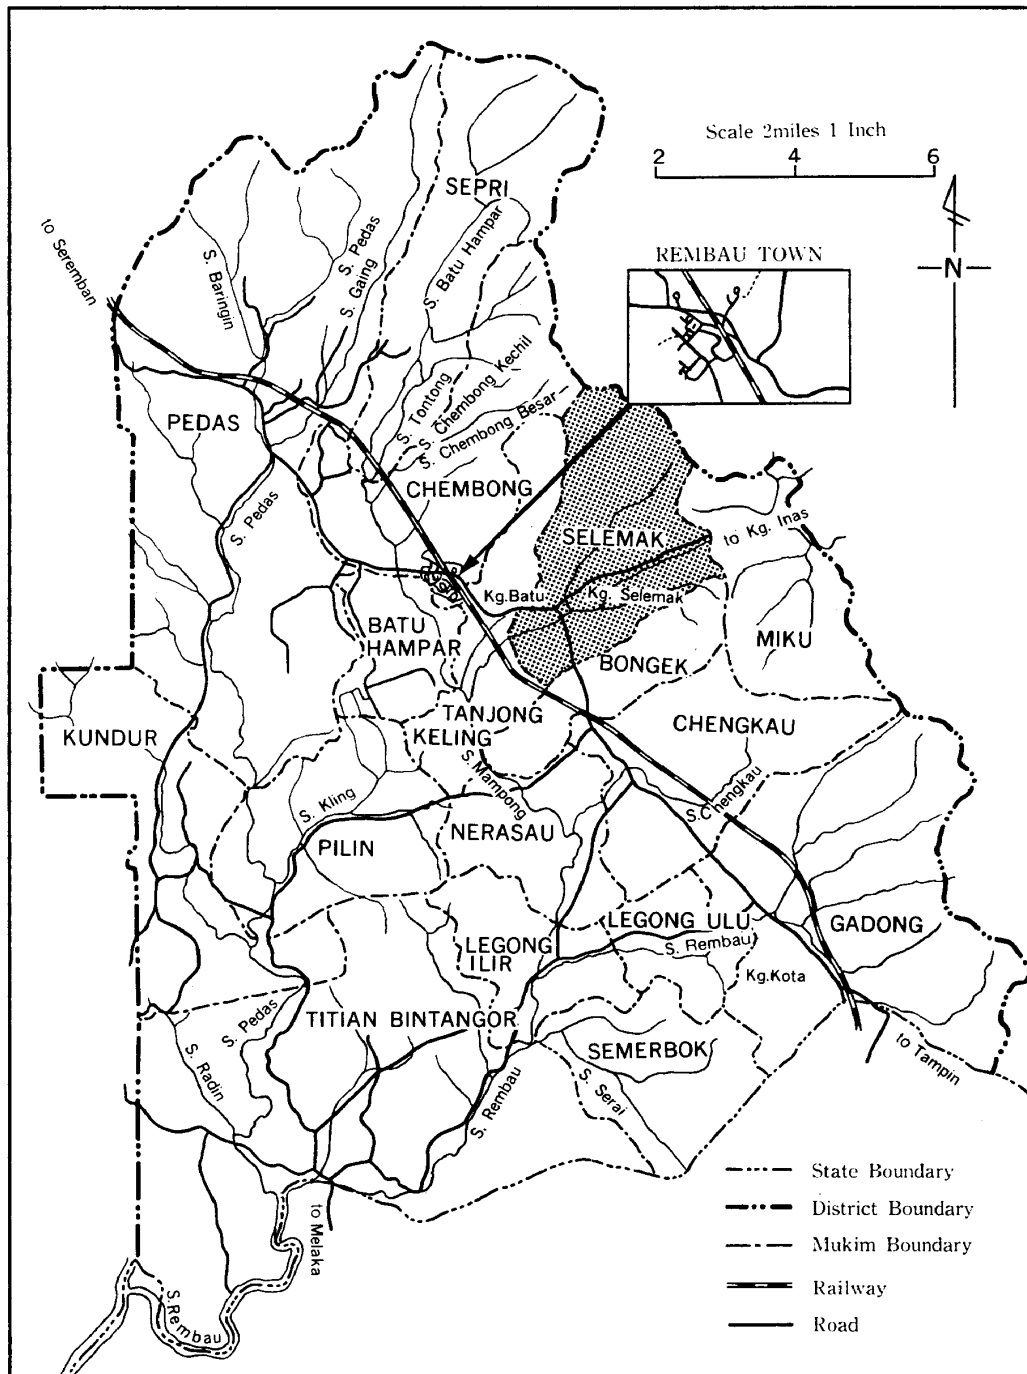 Scale 2miles 1 Inch
2 4 6
N
REMBAU TOWN
SEPRI
to Seremban
S. Baringin
S. Pedas
S. Gaing
S. Batu Hampar
S. Tontong
S. Chembong Kechil
S. Chembong Besar
PEDAS
S. Pedas
CHEMBONG
SELEMAK
to Kg. Inas
Kg.Batu
Kg. Selemak
BATU
HAMPAR
BONGEK
MIKU
KUNDUR
TANJONG
KELING
CHENGKAU
S.Mampong
S. Kling
S.Chengkau
PILIN
NERASAU
LEGONG
ILIR
LEGONG ULU
S. Rembau
GADONG
Kg.Kota
S. Pedas
TITIAN BINTANGOR
S. Radin
SEMERBOK
S. Serai
S. Rembau
to Tampin
to Melaka
S.Rembau
State Boundary
District Boundary
Mukim Boundary
Railway
Road